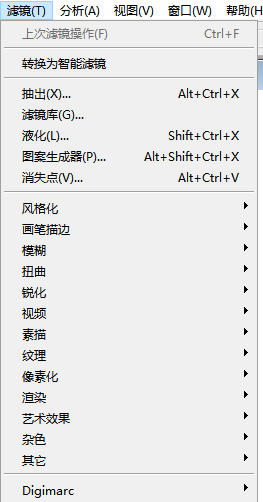 滤镜(T) 分析(A) 视图(V) 窗口(W) 帮助(H
上次滤镜操作(F) Ctrl+F
转换为智能滤镜
抽出(X)... Alt+Ctrl+X
滤镜库(G)...
液化(L)... Shift+Ctrl+X
图案生成器(P)... Alt+Shift+Ctrl+X
消失点(V)... Alt+Ctrl+V
风格化
画笔描边
模糊
扭曲
锐化
视频
素描
纹理
像素化
渲染
艺术效果
杂色
其它
Digimarc